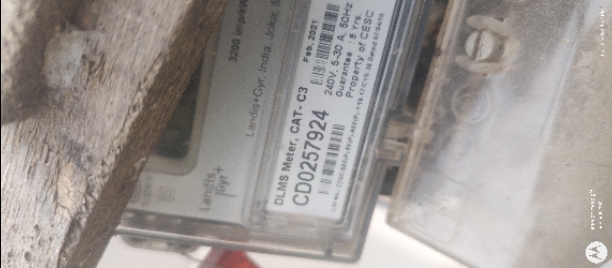 3200 imp/kWh
Landis+Gyr, India.
Landis
Gyr+
Feb, 2021
240V, 5-30 A, 50Hz
Guarantee : 5 Yrs.
Property of CESC
DLMS Meter, CAT - C3
CD0257924